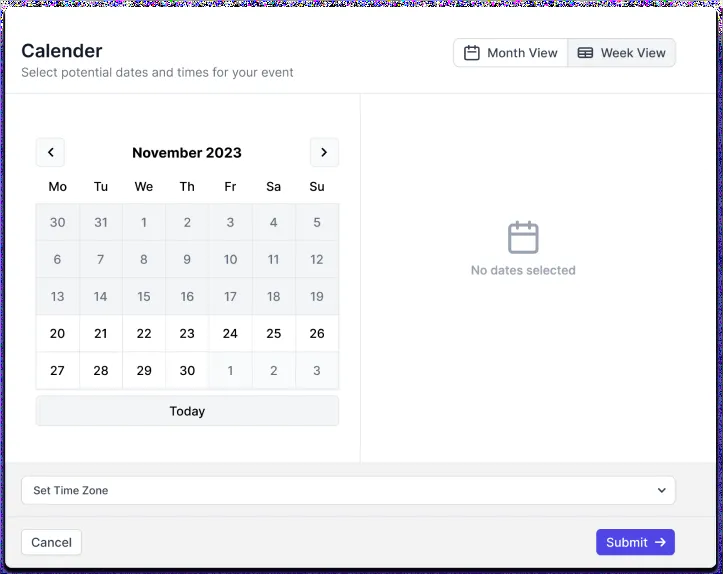 Calender
Select potential dates and times for your event
Month View
Week View
November 2023
Mo Tu We Th Fr Sa Su
30 31 1 2 3 4 5
6 7 8 9 10 11 12
13 14 15 16 17 18 19
20 21 22 23 24 25 26
27 28 29 30 1 2 3
Today
No dates selected
Set Time Zone
Cancel
Submit →